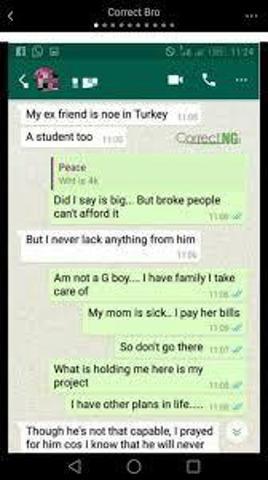 Correct Bro
11:24
My ex friend is noe in Turkey 11:05
A student too 11:05
CorrectNG
Peace
Wht is 4k
Did I say is big... But broke people
can't afford it 11:06
But I never lack anything from him
11:06
Am not a G boy.... I have family I take
care of 11:06
My mom is sick.. I pay her bills
11:06
So don't go there 11:07
What is holding me here is my
project 11:08
I have other plans in life..... 11:08
Though he's not that capable, I prayed
for him cos I know that he will never